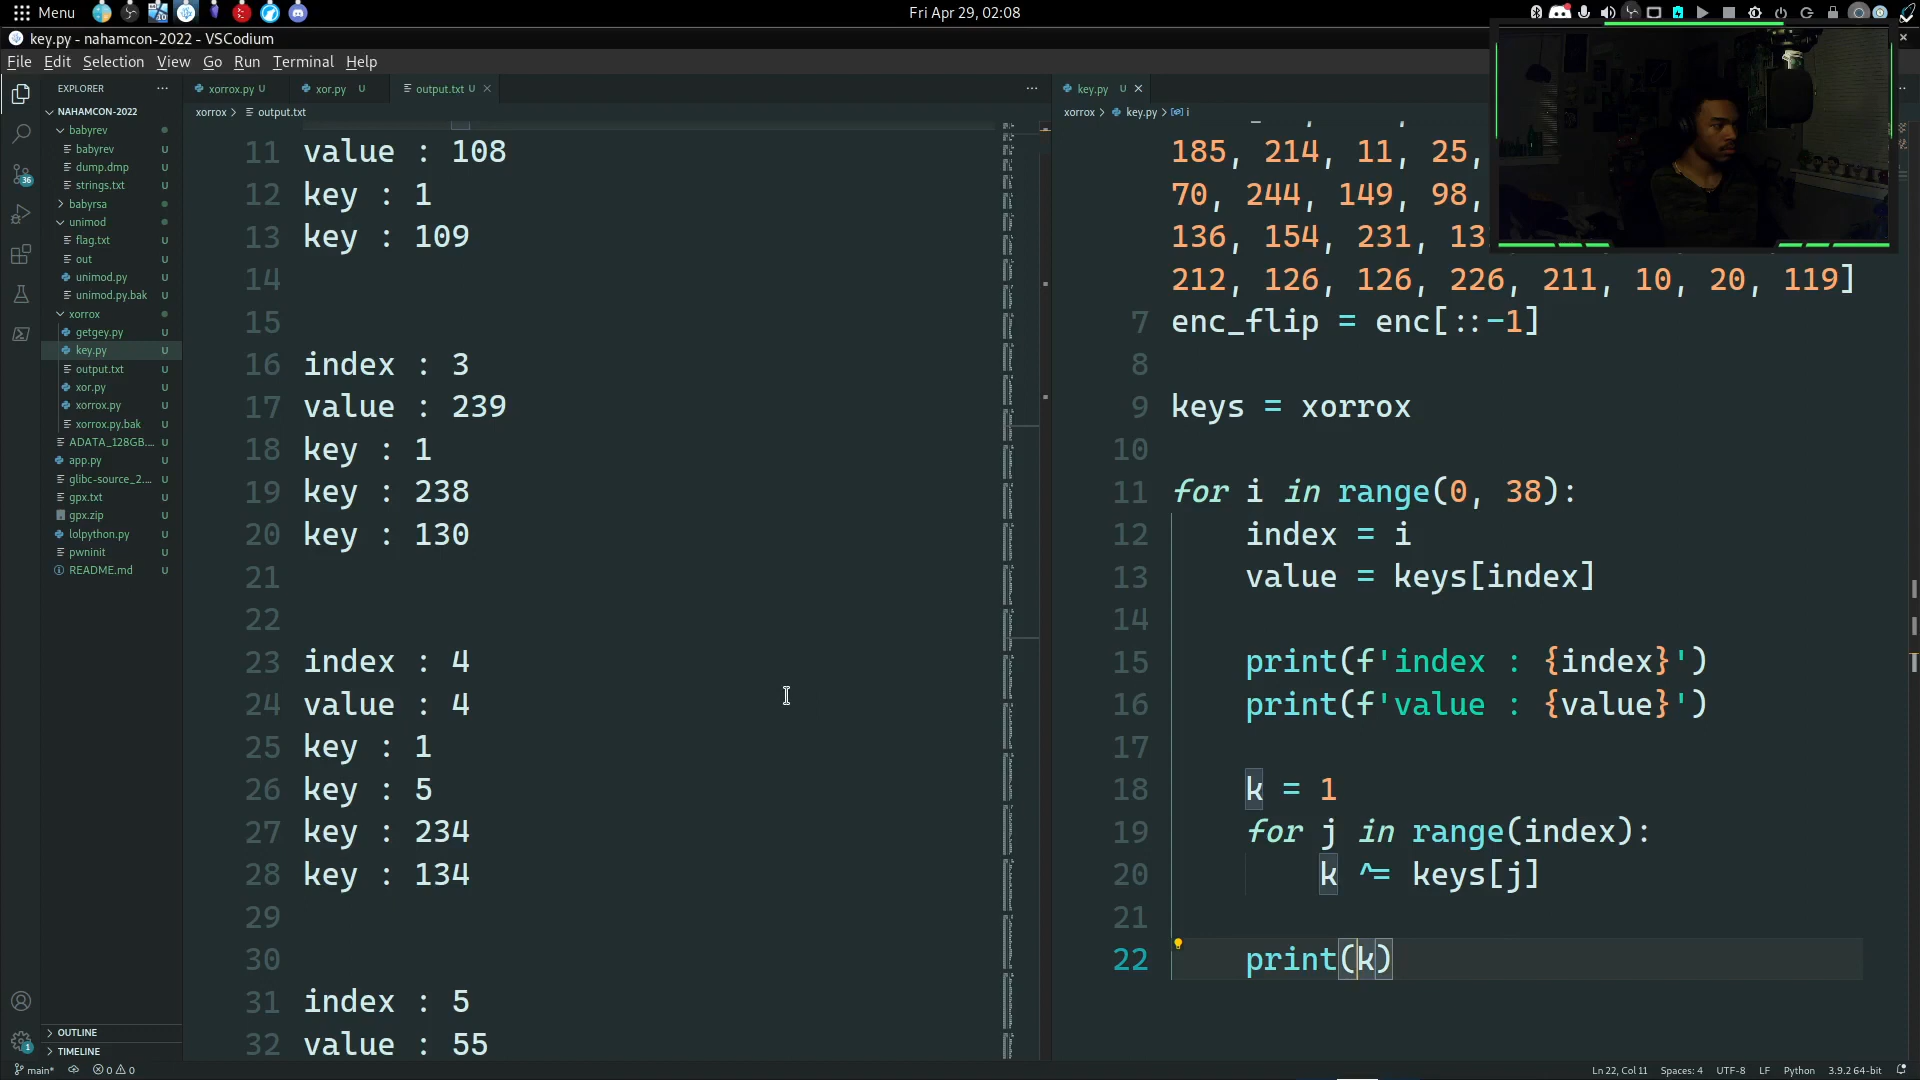 Menu
Fri Apr 29, 02:08
key.py - nahamcon-2022 - VSCodium
File Edit Selection View Go Run Terminal Help
EXPLORER
NAHAMCON-2022
babyrev
babyrev U
dump.dmp U
strings.txt U
babyrsa
unimod
flag.txt U
out U
unimod.py U
unimod.py.bak U
xorrox
getgey.py U
key.py U
output.txt U
xor.py U
xorrox.py U
xorrox.py.bak U
ADATA_128GB.... U
app.py U
glibc-source_2.... U
gpx.txt U
gpx.zip U
lolpython.py U
pwninit U
README.md U
OUTLINE
TIMELINE
36
1
xorrox.py U xor.py U output.txt U
xorrox > output.txt
11 value : 108
12 key : 1
13 key : 109
14
15
16 index : 3
17 value : 239
18 key : 1
19 key : 238
20 key : 130
21
22
23 index : 4
24 value : 4
25 key : 1
26 key : 5
27 key : 234
28 key : 134
29
30
31 index : 5
32 value : 55
key.py U
xorrox > key.py > i
185, 214, 11, 25,
70, 244, 149, 98,
136, 154, 231,
212, 126, 126, 226, 211, 10, 20, 119]
7 enc_flip = enc[::-1]
8
9 keys = xorrox
10
11 for i in range(0, 38):
12 index = i
13 value = keys[index]
14
15 print(f'index : {index}')
16 print(f'value : {value}')
17
18 k = 1
19 for j in range(index):
20 k ^= keys[j]
21
22 print(k)
main* 0 0
Ln 22, Col 11 Spaces: 4 UTF-8 LF Python 3.9.2 64-bit